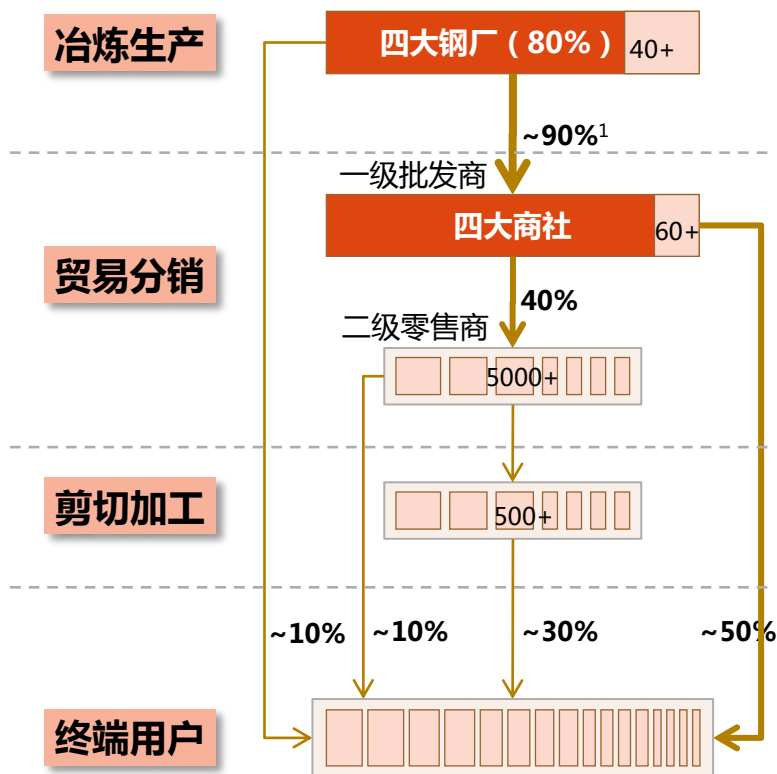 冶炼生产
四大钢厂（80%）
40+
~90%1
一级批发商
四大商社
60+
贸易分销
40%
二级零售商
5000+
剪切加工
500+
~10%
~10%
~30%
~50%
终端用户